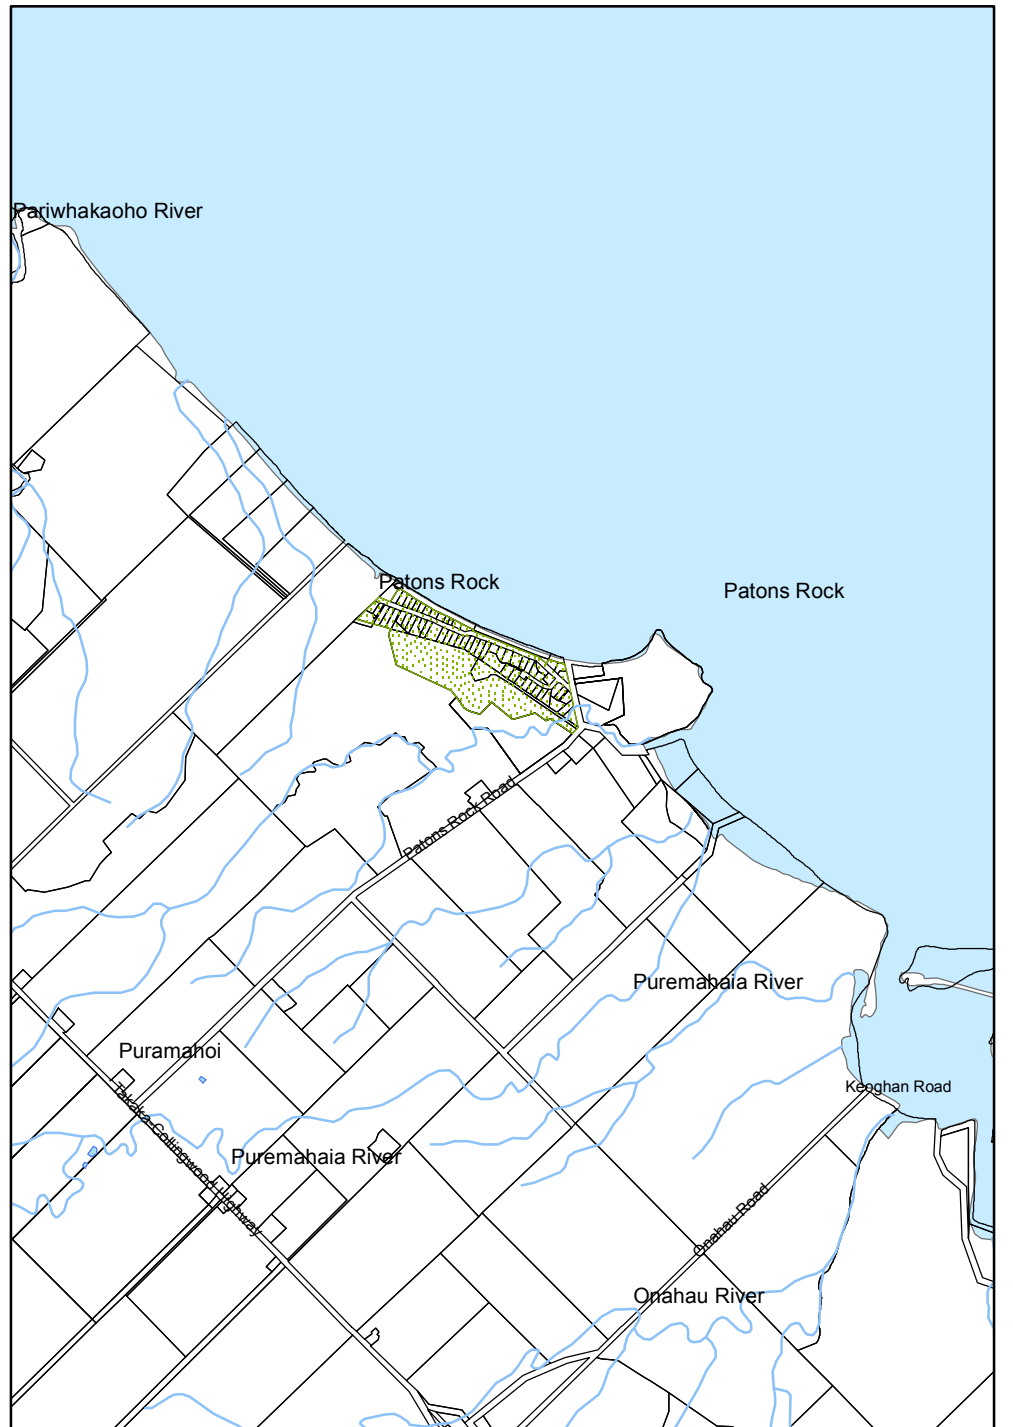 Pariwhakaoho River
Patons Rock
Patons Rock
Patons Rock Road
Puremahaia River
Puramahoi
Keoghan Road
Takaka-Collingwood Highway
Puremahaia River
Onahau Road
Onahau River